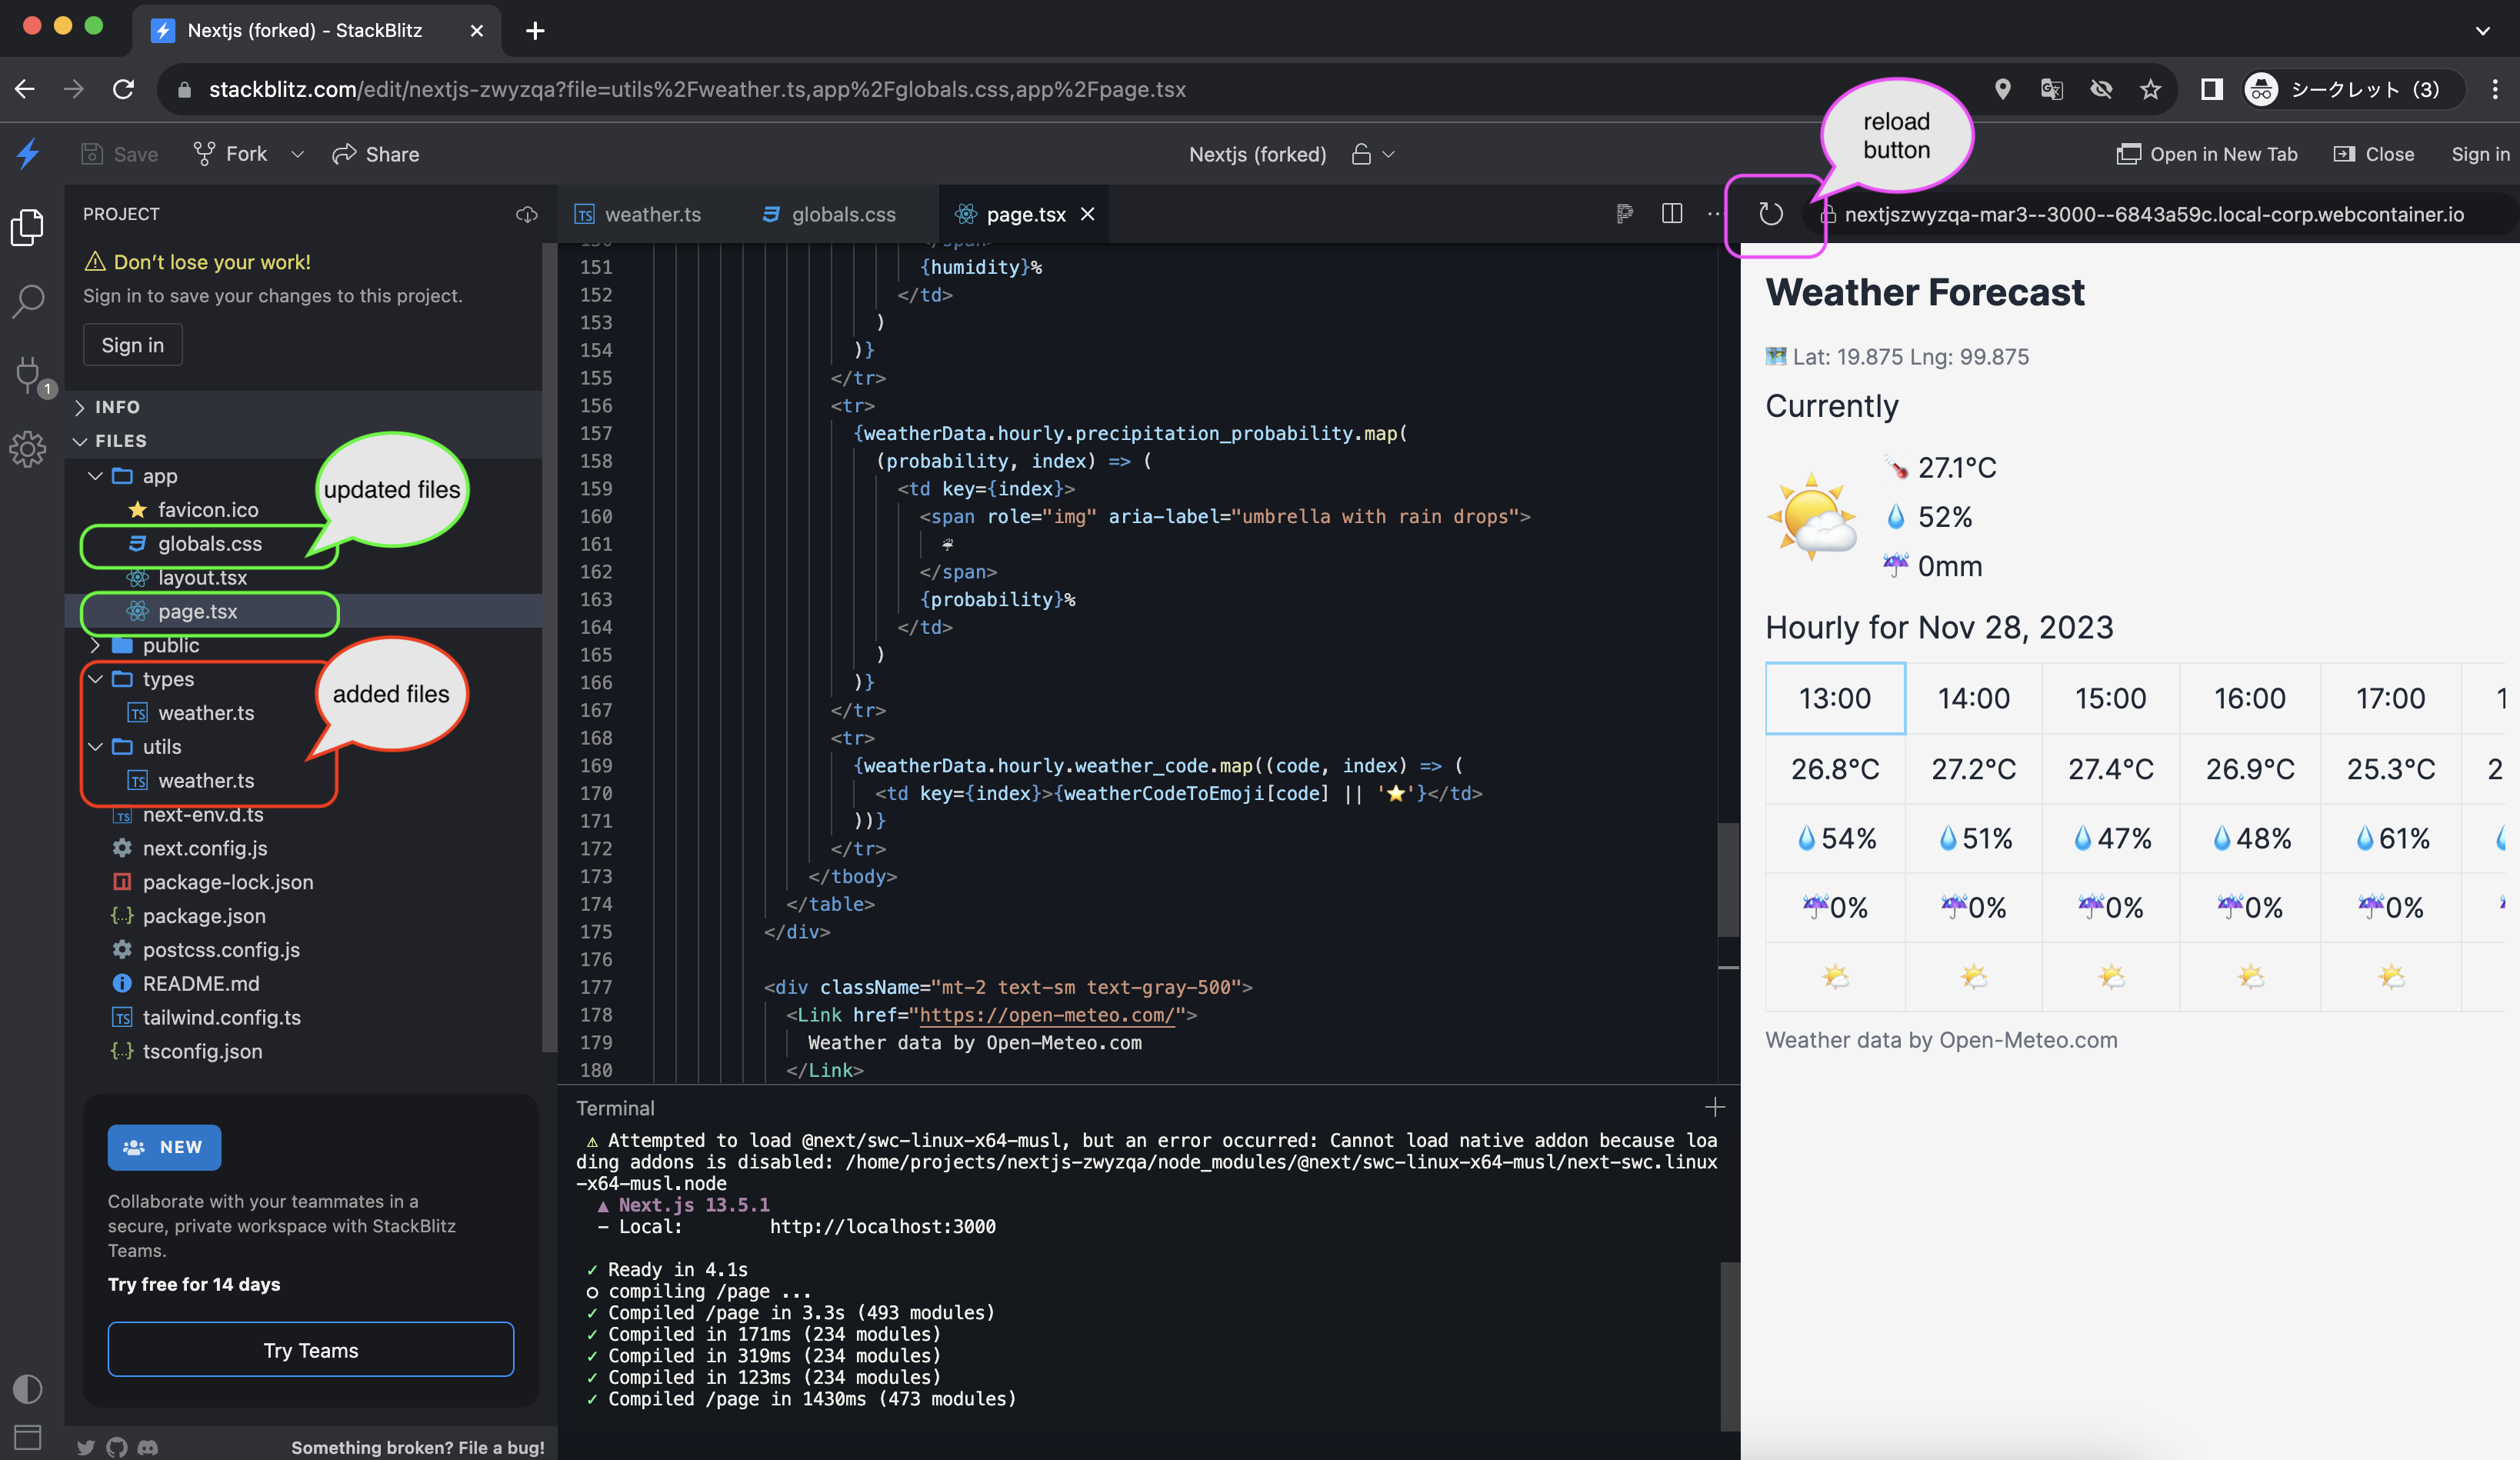 Nextjs (forked) - StackBlitz
stackblitz.com/edit/nextjs-zwyzqa?file=utils%2Fweather.ts,app%2Fglobals.css,app%2Fpage.tsx
シークレット (3)
reload
button
Save
Fork
Share
Nextjs (forked)
Open in New Tab
Close
Sign in
PROJECT
Don't lose your work!
Sign in to save your changes to this project.
Sign in
1
INFO
FILES
app
updated files
favicon.ico
globals.css
layout.tsx
page.tsx
public
types
added files
weather.ts
utils
weather.ts
next-env.d.ts
next.config.js
package-lock.json
package.json
postcss.config.js
README.md
tailwind.config.ts
tsconfig.json
NEW
Collaborate with your teammates in a
secure, private workspace with StackBlitz
Teams.
Try free for 14 days
Try Teams
Something broken? File a bug!
weather.ts
globals.css
page.tsx
150 </span>
151 {humidity}%
152 </td>
153 )
154 )}
155 </tr>
156 <tr>
157 {weatherData.hourly.precipitation_probability.map(
158 (probability, index) => (
159 <td key={index}>
160 <span role="img" aria-label="umbrella with rain drops">
161 ☔
162 </span>
163 {probability}%
164 </td>
165 )
166 )}
167 </tr>
168 <tr>
169 {weatherData.hourly.weather_code.map((code, index) => (
170 <td key={index}>{weatherCodeToEmoji[code] || '⭐'}</td>
171 ))}
172 </tr>
173 </tbody>
174 </table>
175 </div>
176
177 <div className="mt-2 text-sm text-gray-500">
178 <Link href="https://open-meteo.com/">
179 Weather data by Open-Meteo.com
180 </Link>
Terminal
⚠ Attempted to load @next/swc-linux-x64-musl, but an error occurred: Cannot load native addon because loa
ding addons is disabled: /home/projects/nextjs-zwyzqa/node_modules/@next/swc-linux-x64-musl/next-swc.linux
-x64-musl.node
▲ Next.js 13.5.1
- Local: http://localhost:3000
✓ Ready in 4.1s
○ compiling /page ...
✓ Compiled /page in 3.3s (493 modules)
✓ Compiled in 171ms (234 modules)
✓ Compiled in 319ms (234 modules)
✓ Compiled in 123ms (234 modules)
✓ Compiled /page in 1430ms (473 modules)
nextjszwyzqa-mar3--3000--6843a59c.local-corp.webcontainer.io
Weather Forecast
🗺️ Lat: 19.875 Lng: 99.875
Currently
🌡️ 27.1°C
💧 52%
☔ 0mm
Hourly for Nov 28, 2023
13:00 14:00 15:00 16:00 17:00 1
26.8°C 27.2°C 27.4°C 26.9°C 25.3°C 2
💧54% 💧51% 💧47% 💧48% 💧61%
☔0% ☔0% ☔0% ☔0% ☔0%
Weather data by Open-Meteo.com